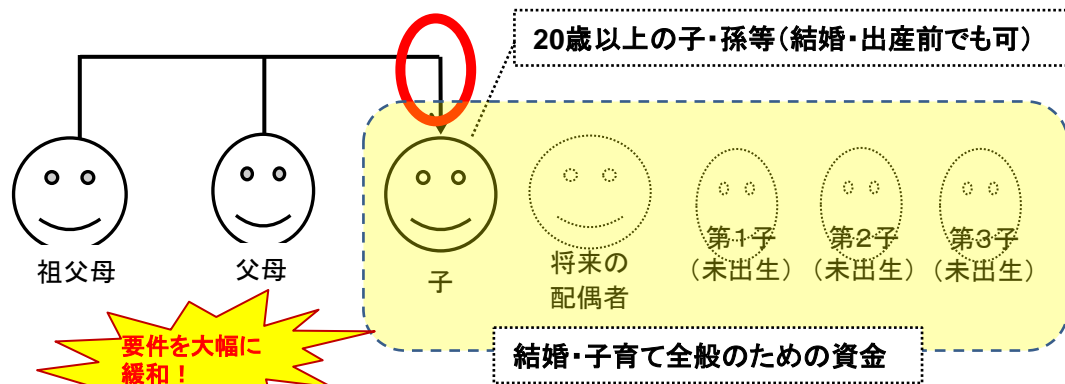 20歳以上の子・孫等（結婚・出産前でも可）
祖父母
父母
子
将来の
配偶者
第１子
（未出生）
第２子
（未出生）
第３子
（未出生）
要件を大幅に
緩和！
結婚・子育て全般のための資金